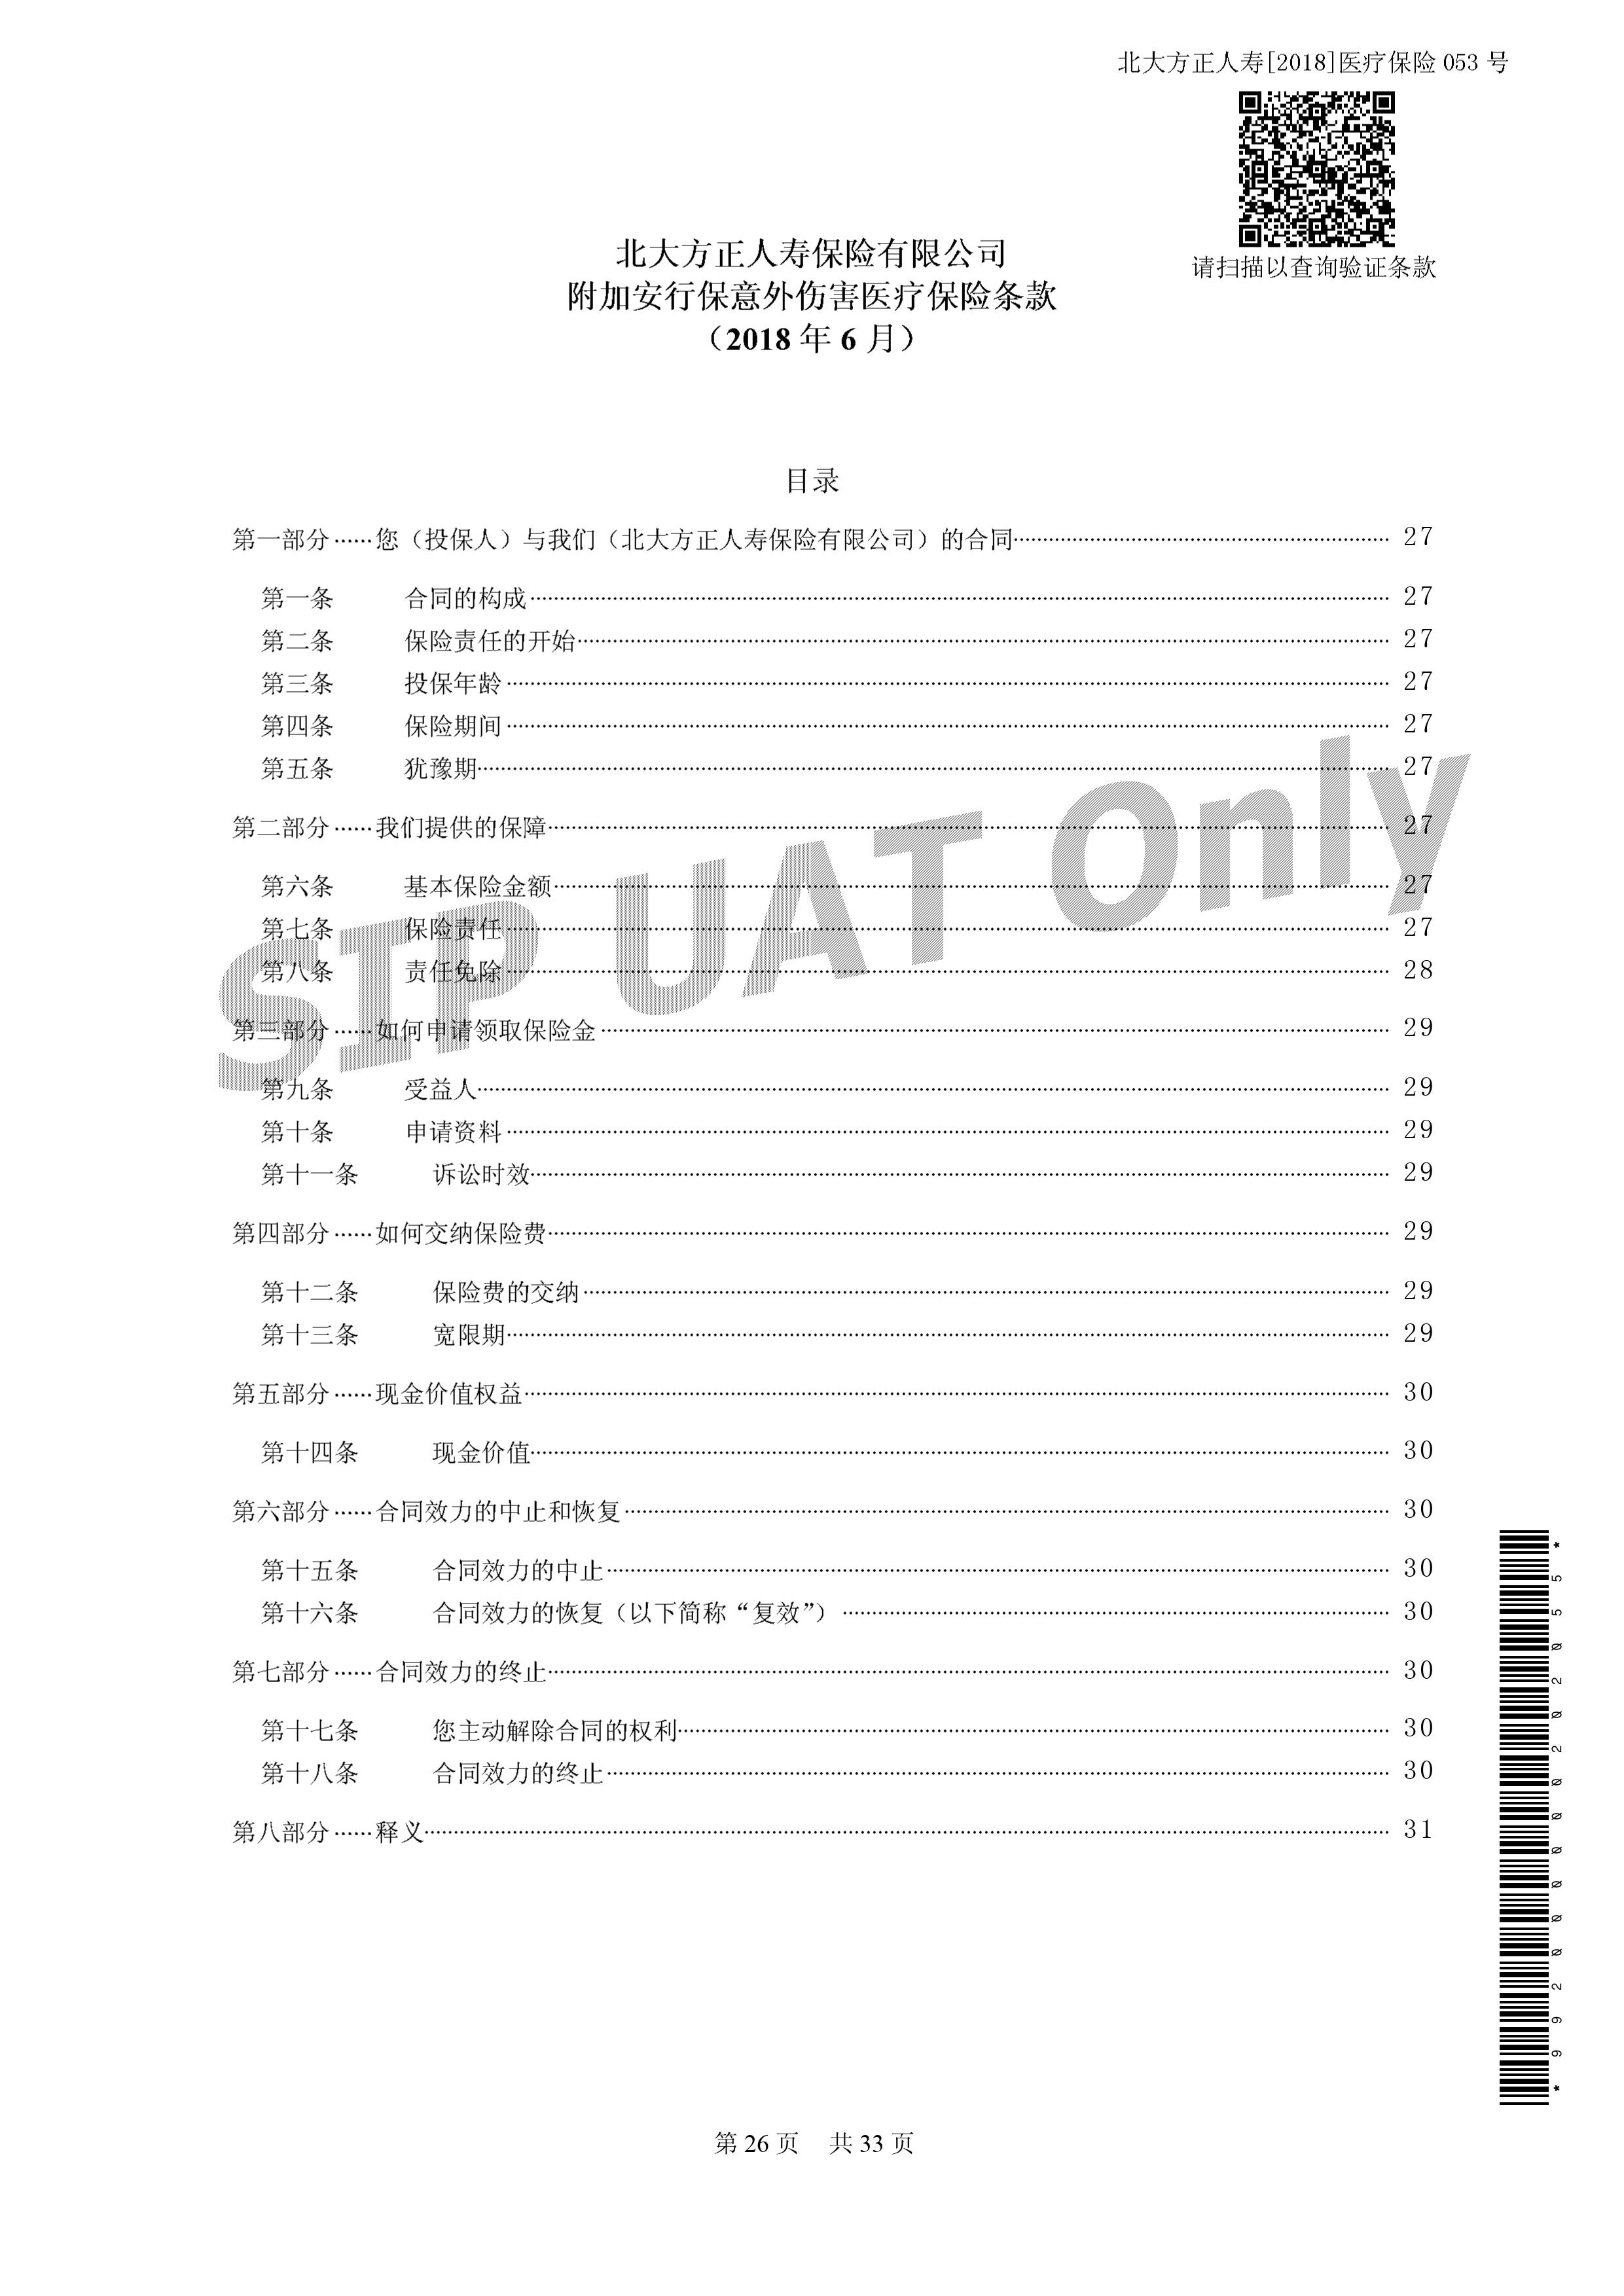 北大方正人寿[2018]医疗保险 053 号
请扫描以查询验证条款
北大方正人寿保险有限公司
附加安行保意外伤害医疗保险条款
（2018 年 6 月）
目录
第一部分……您（投保人）与我们（北大方正人寿保险有限公司）的合同 27
第一条 合同的构成 27
第二条 保险责任的开始 27
第三条 投保年龄 27
第四条 保险期间 27
第五条 犹豫期 27
第二部分……我们提供的保障 27
第六条 基本保险金额 27
第七条 保险责任 27
第八条 责任免除 28
第三部分……如何申请领取保险金 29
第九条 受益人 29
第十条 申请资料 29
第十一条 诉讼时效 29
第四部分……如何交纳保险费 29
第十二条 保险费的交纳 29
第十三条 宽限期 29
第五部分……现金价值权益 30
第十四条 现金价值 30
第六部分……合同效力的中止和恢复 30
第十五条 合同效力的中止 30
第十六条 合同效力的恢复（以下简称“复效”） 30
第七部分……合同效力的终止 30
第十七条 您主动解除合同的权利 30
第十八条 合同效力的终止 30
第八部分……释义 31
SIP UAT Only
*99200000202055*
第 26 页 共 33 页